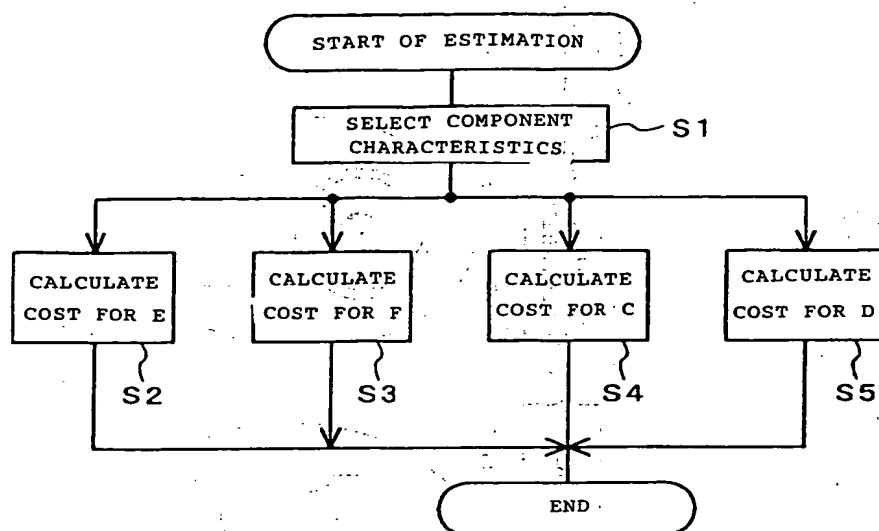 START OF ESTIMATION
SELECT COMPONENT
CHARACTERISTICS
S1
CALCULATE
COST FOR E
CALCULATE
COST FOR F
CALCULATE
COST FOR C
CALCULATE
COST FOR D
S2
S3
S4
S5
END